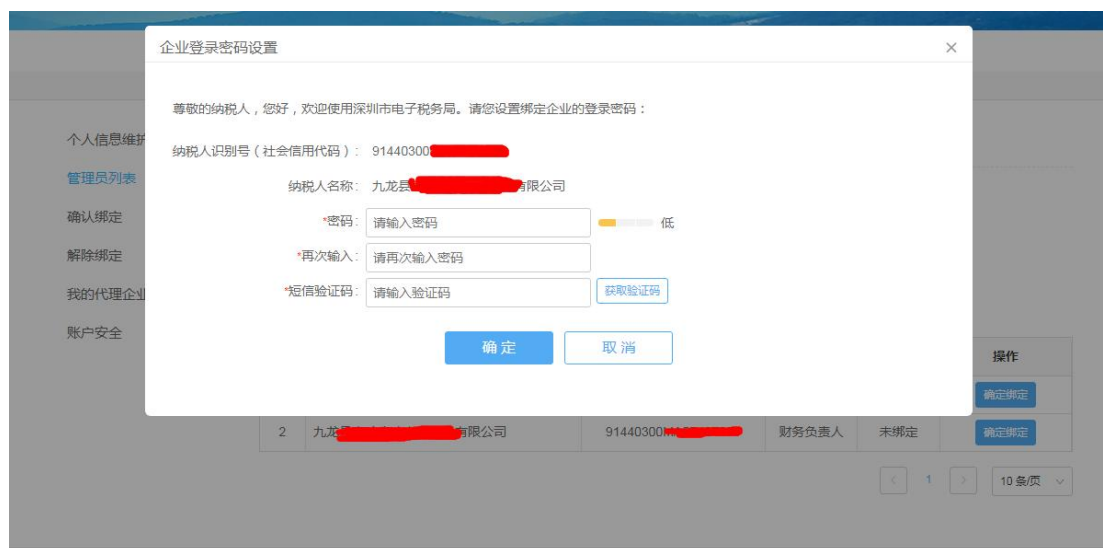 企业登录密码设置
尊敬的纳税人，您好，欢迎使用深圳市电子税务局。请您设置绑定企业的登录密码：
个人信息维护
纳税人识别号（社会信用代码）: 91440300
管理员列表
纳税人名称: 九龙县 有限公司
确认绑定
*密码: 请输入密码 低
解除绑定
*再次输入: 请再次输入密码
我的代理企业
*短信验证码: 请输入验证码 获取验证码
账户安全
确定 取消
操作
确定绑定
2 九龙 有限公司 91440300 财务负责人 未绑定 确定绑定
< 1 > 10 条/页